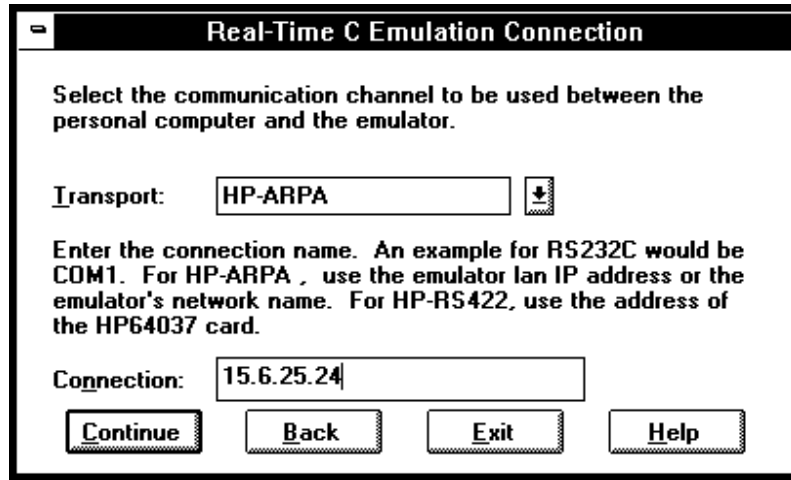 Real-Time C Emulation Connection
Select the communication channel to be used between the
personal computer and the emulator.
Transport: HP-ARPA
Enter the connection name.  An example for RS232C would be
COM1.  For HP-ARPA ,  use the emulator lan IP address or the
emulator's network name.  For HP-RS422, use the address of
the HP64037 card.
Connection: 15.6.25.24
Continue Back Exit Help